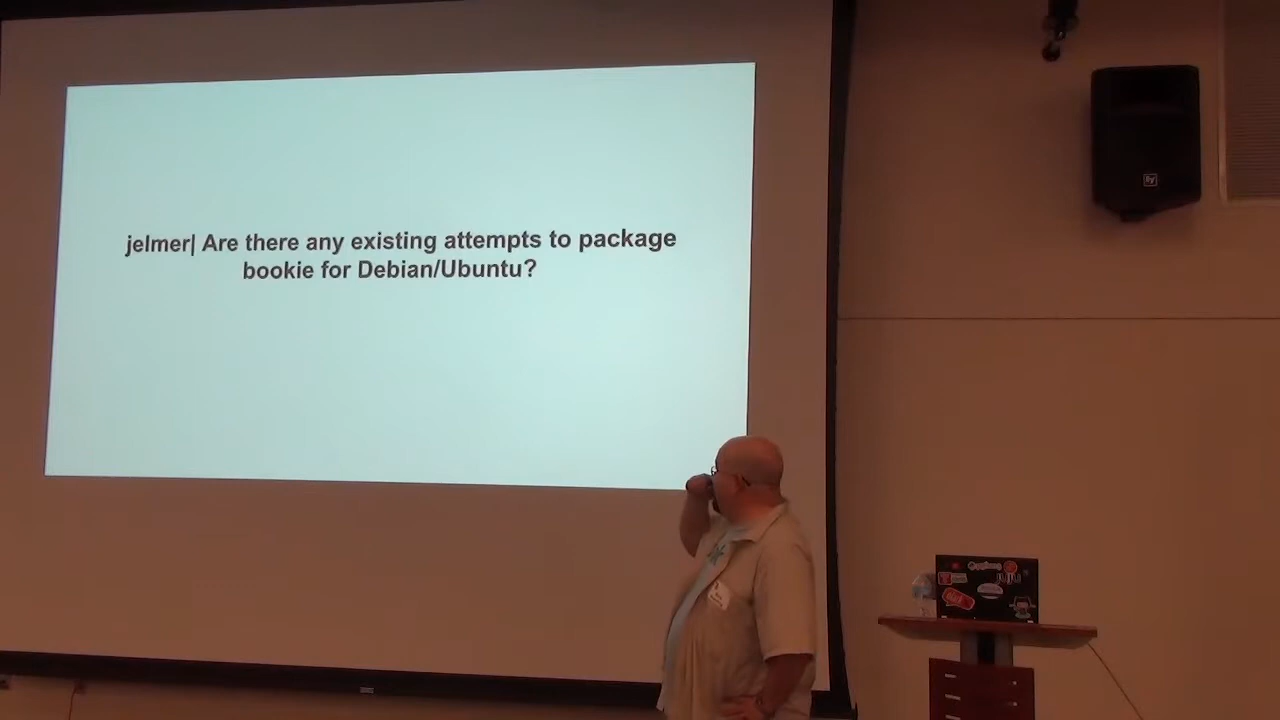 jelmer| Are there any existing attempts to package
bookie for Debian/Ubuntu?